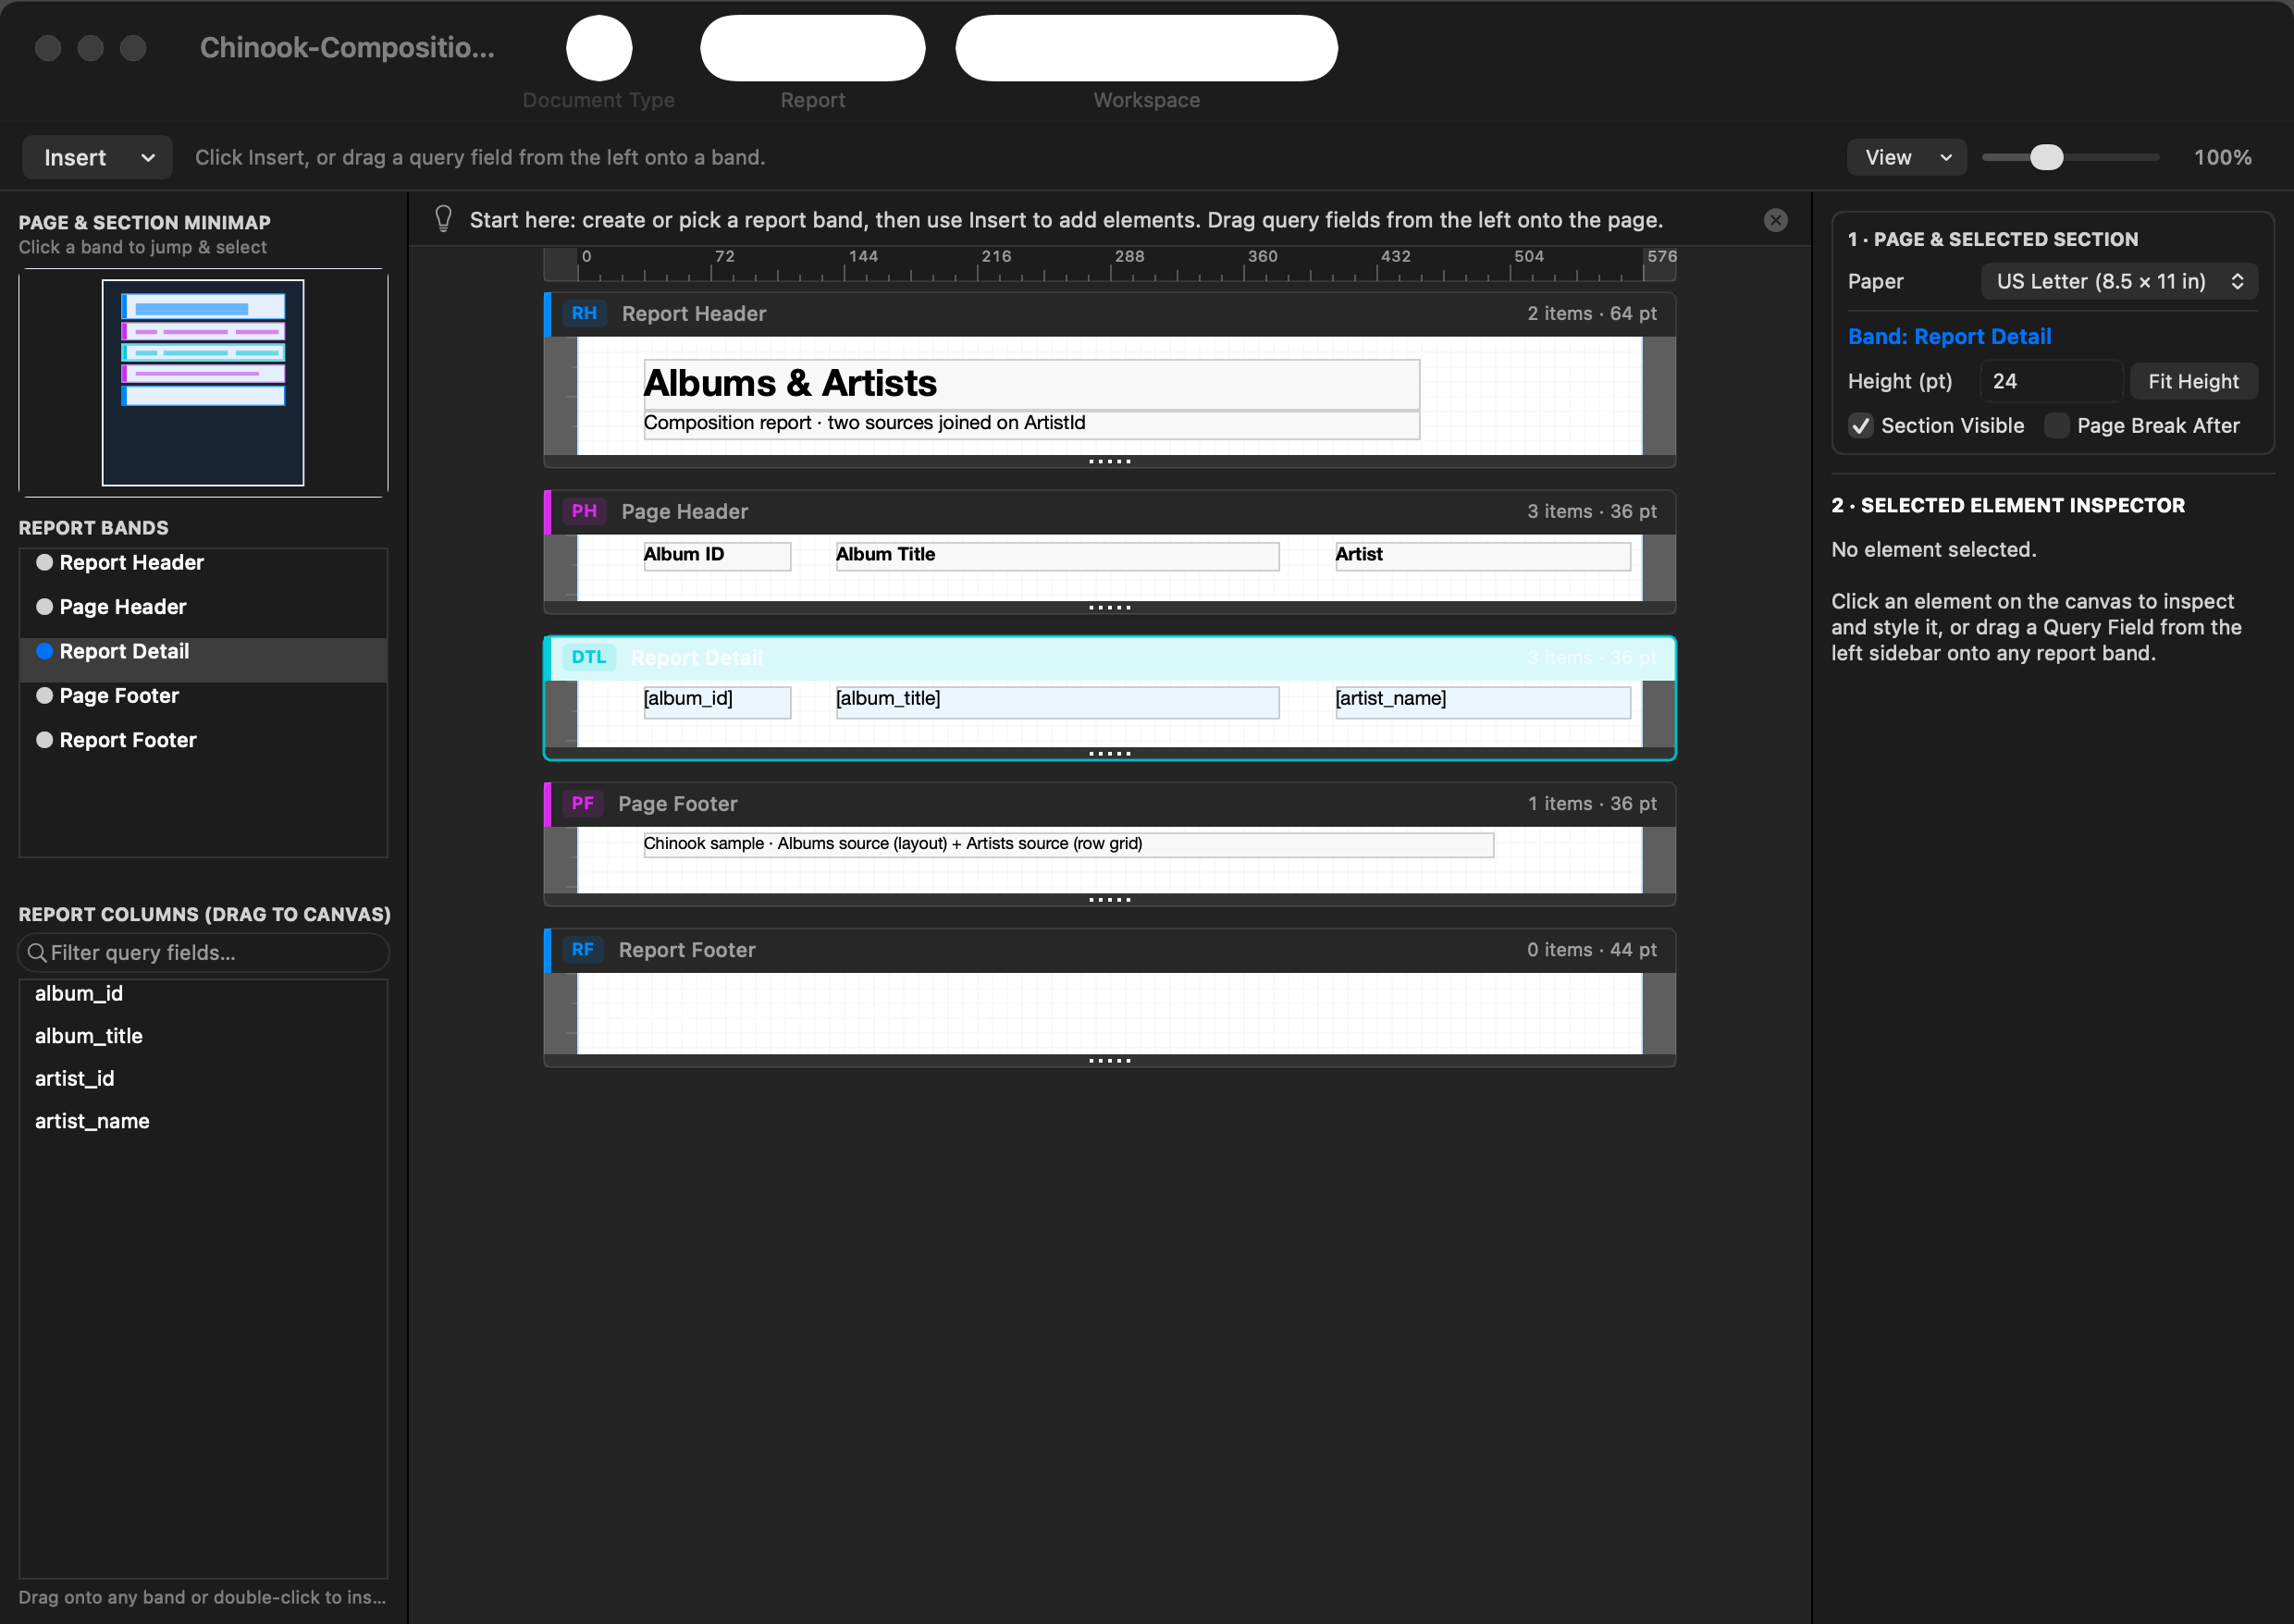 Chinook-Compositio...
Document Type
Report
Workspace
Insert
Click Insert, or drag a query field from the left onto a band.
View
100%
PAGE & SECTION MINIMAP
Click a band to jump & select
REPORT BANDS
Report Header
Page Header
Report Detail
Page Footer
Report Footer
REPORT COLUMNS (DRAG TO CANVAS)
Filter query fields...
album_id
album_title
artist_id
artist_name
Drag onto any band or double-click to ins...
Start here: create or pick a report band, then use Insert to add elements. Drag query fields from the left onto the page.
0 72 144 216 288 360 432 504 576
RH Report Header 2 items · 64 pt
Albums & Artists
Composition report · two sources joined on ArtistId
PH Page Header 3 items · 36 pt
Album ID Album Title Artist
DTL Report Detail 3 items · 36 pt
[album_id] [album_title] [artist_name]
PF Page Footer 1 items · 36 pt
Chinook sample · Albums source (layout) + Artists source (row grid)
RF Report Footer 0 items · 44 pt
1 · PAGE & SELECTED SECTION
Paper US Letter (8.5 × 11 in)
Band: Report Detail
Height (pt) 24 Fit Height
Section Visible Page Break After
2 · SELECTED ELEMENT INSPECTOR
No element selected.
Click an element on the canvas to inspect
and style it, or drag a Query Field from the
left sidebar onto any report band.